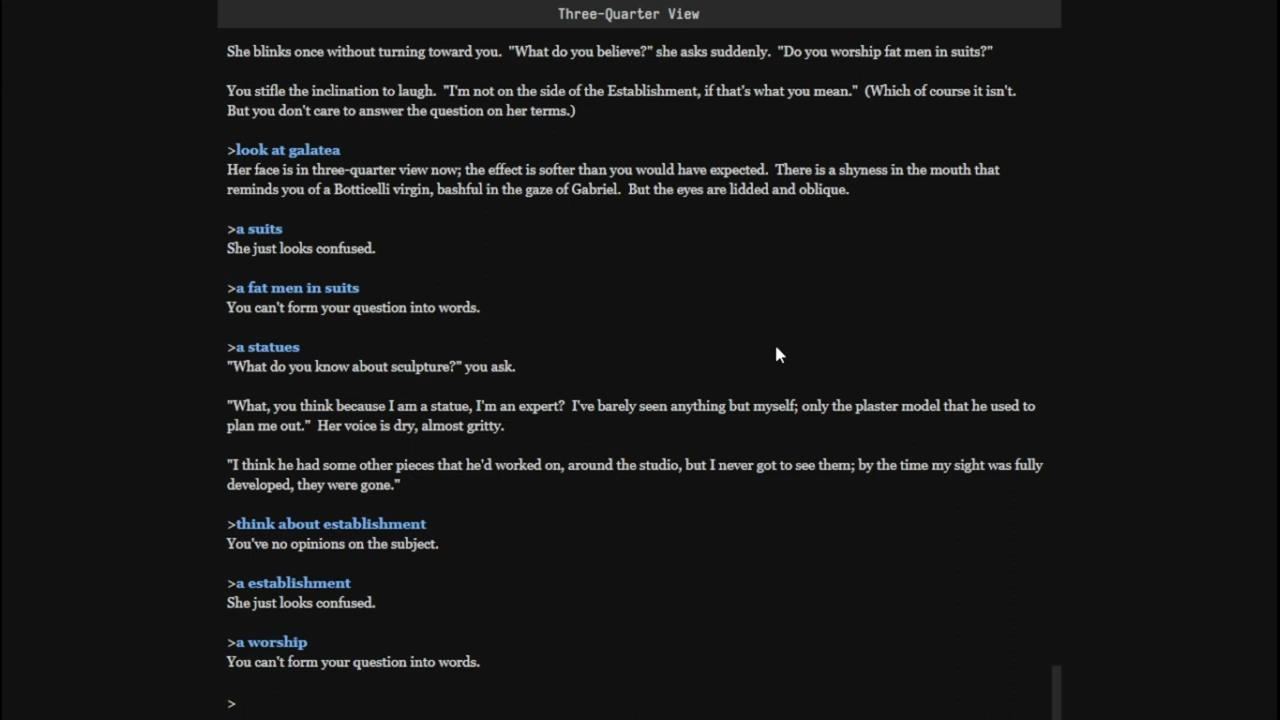 Three-Quarter View
She blinks once without turning toward you.  "What do you believe?" she asks suddenly.  "Do you worship fat men in suits?"
You stifle the inclination to laugh.  "I'm not on the side of the Establishment, if that's what you mean."  (Which of course it isn't.
But you don't care to answer the question on her terms.)
>look at galatea
Her face is in three-quarter view now; the effect is softer than you would have expected.  There is a shyness in the mouth that
reminds you of a Botticelli virgin, bashful in the gaze of Gabriel.  But the eyes are lidded and oblique.
>a suits
She just looks confused.
>a fat men in suits
You can't form your question into words.
>a statues
"What do you know about sculpture?" you ask.
"What, you think because I am a statue, I'm an expert?  I've barely seen anything but myself; only the plaster model that he used to
plan me out."  Her voice is dry, almost gritty.
"I think he had some other pieces that he'd worked on, around the studio, but I never got to see them; by the time my sight was fully
developed, they were gone."
>think about establishment
You've no opinions on the subject.
>a establishment
She just looks confused.
>a worship
You can't form your question into words.
>